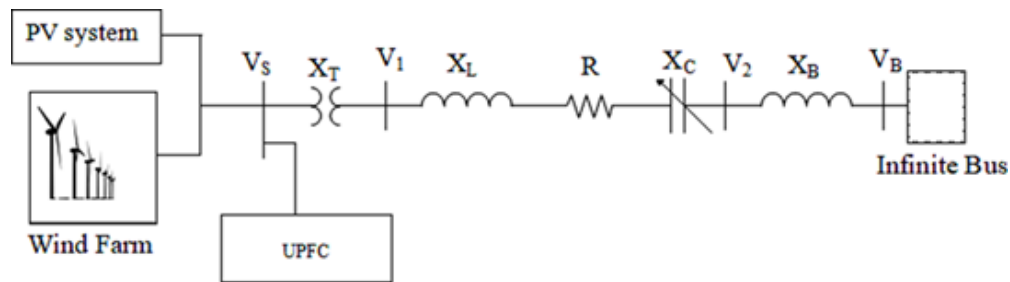 PV system
V_S
X_T
V_1
X_L
R
X_C
V_2
X_B
V_B
Infinite Bus
Wind Farm
UPFC